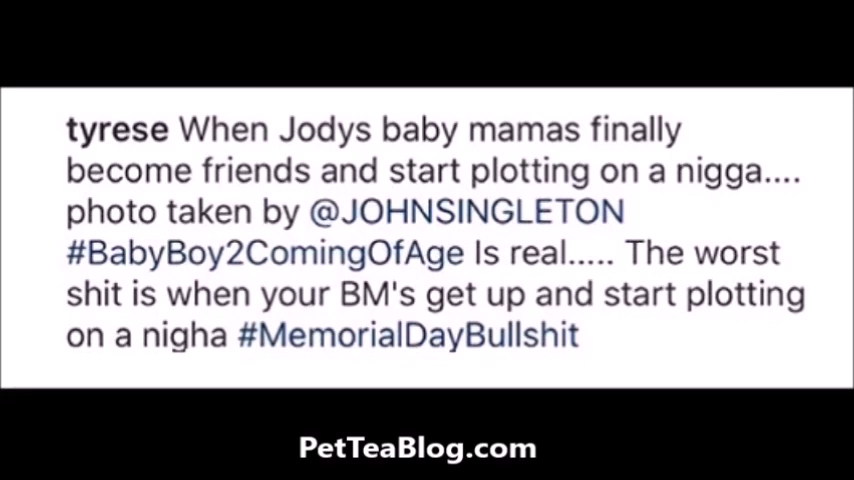 tyrese When Jodys baby mamas finally
become friends and start plotting on a nigga....
photo taken by @JOHNSINGLETON
#BabyBoy2ComingOfAge Is real..... The worst
shit is when your BM's get up and start plotting
on a nigha #MemorialDayBullshit
PetTeaBlog.com